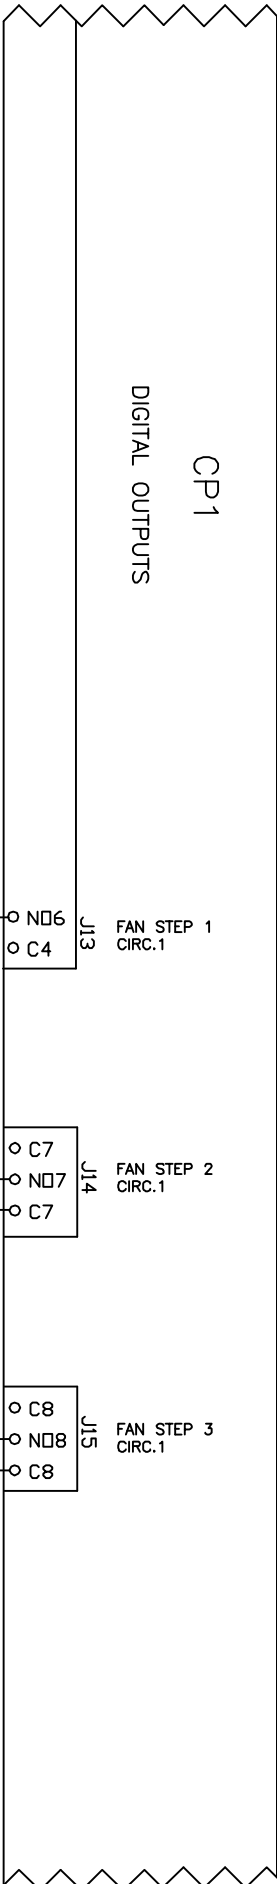 CP1
DIGITAL OUTPUTS
NO6
C4
J13
FAN STEP 1
CIRC.1
C7
NO7
C7
J14
FAN STEP 2
CIRC.1
C8
NO8
C8
J15
FAN STEP 3
CIRC.1